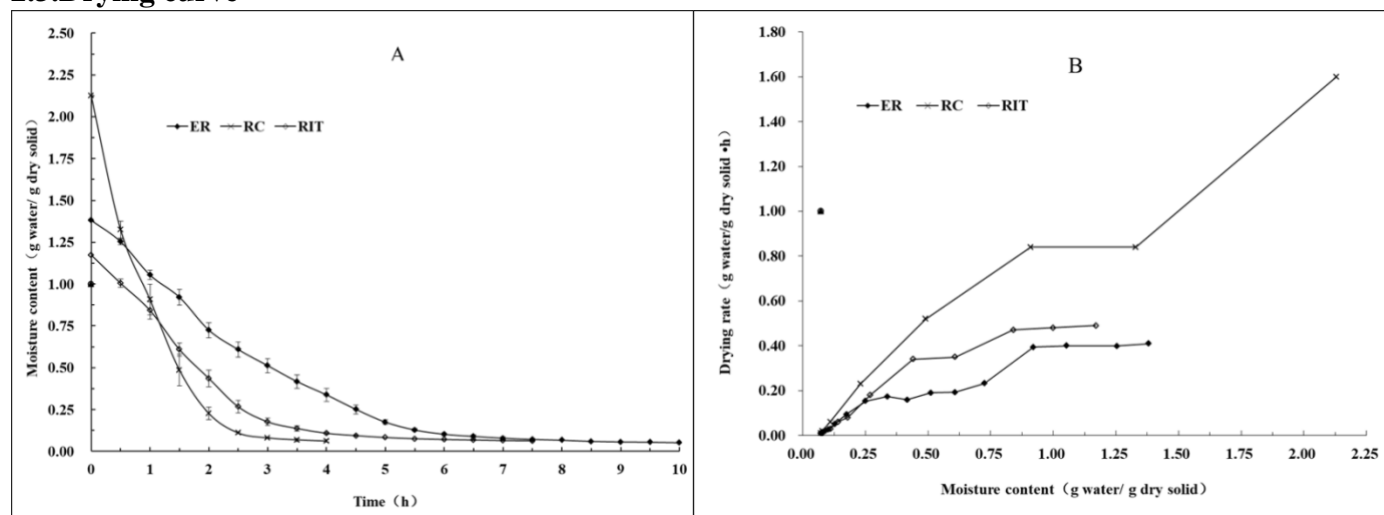 2.50
2.25
2.00
1.75
1.50
1.25
1.00
0.75
0.50
0.25
0.00
Moisture content（g water/ g dry solid）
A
ER RC RIT
0 1 2 3 4 5 6 7 8 9 10
Time（h）
1.80
1.60
1.40
1.20
1.00
0.80
0.60
0.40
0.20
0.00
Drying rate（g water/g dry solid •h）
B
ER RC RIT
0.00 0.25 0.50 0.75 1.00 1.25 1.50 1.75 2.00 2.25
Moisture content（g water/ g dry solid）